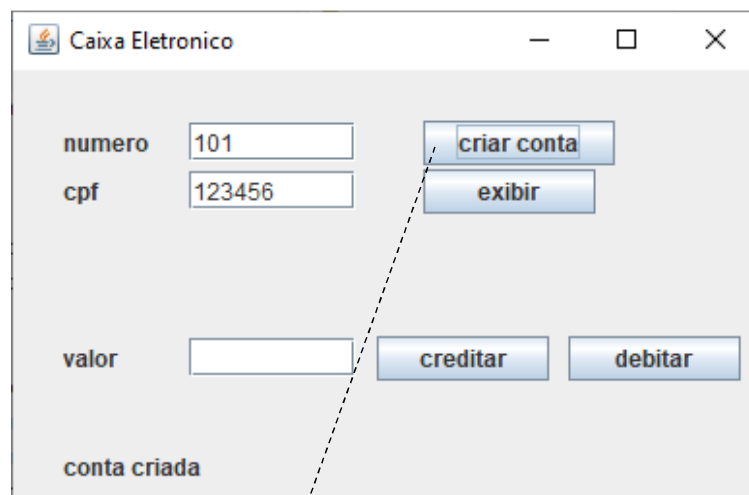 Caixa Eletronico
numero 101 criar conta
cpf 123456 exibir
valor creditar debitar
conta criada